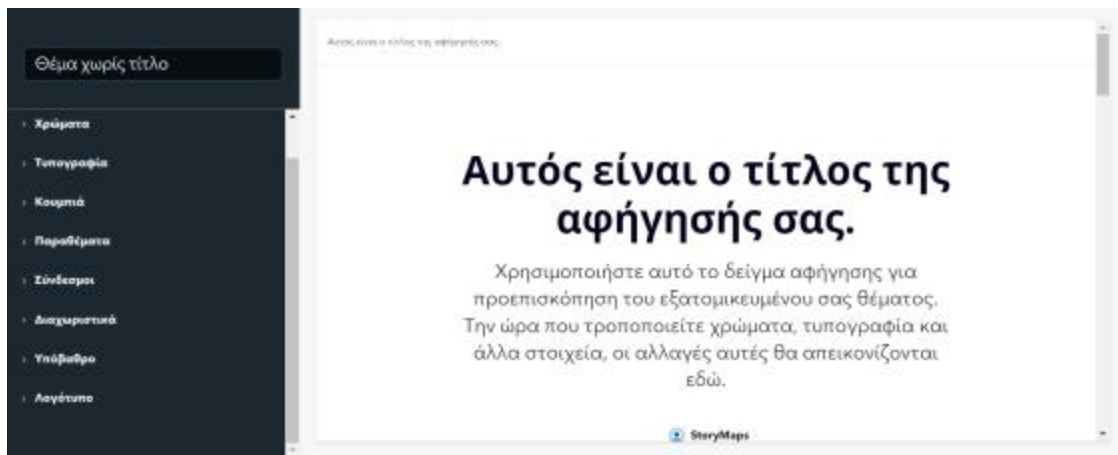 Θέμα χωρίς τίτλο
Χρώματα
Τυπογραφία
Κουμπιά
Παραθέματα
Σύνδεσμοι
Διαχωριστικά
Υπόβαθρο
Λογότυπο
Αυτός είναι ο τίτλος της αφήγησής σας.
Αυτός είναι ο τίτλος της
αφήγησής σας.
Χρησιμοποιήστε αυτό το δείγμα αφήγησης για
προεπισκόπηση του εξατομικευμένου σας θέματος.
Την ώρα που τροποποιείτε χρώματα, τυπογραφία και
άλλα στοιχεία, οι αλλαγές αυτές θα απεικονίζονται
εδώ.
StoryMaps